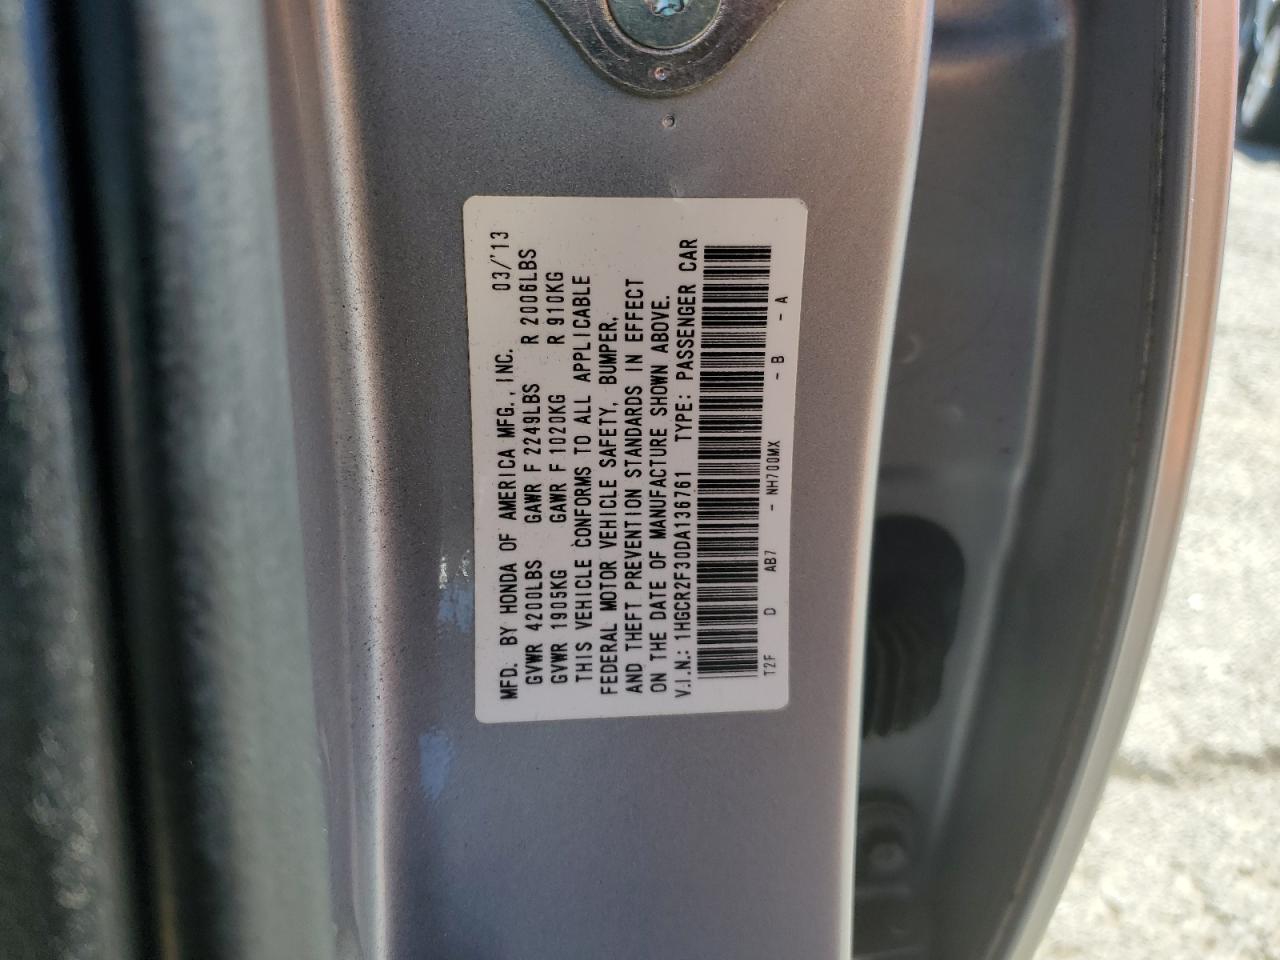 MFD. BY HONDA OF AMERICA MFG., INC. 03/'13
GVWR 4200LBS GAWR F 2249LBS R 2006LBS
GVWR 1905KG GAWR F 1020KG R 910KG
THIS VEHICLE CONFORMS TO ALL APPLICABLE
FEDERAL MOTOR VEHICLE SAFETY, BUMPER,
AND THEFT PREVENTION STANDARDS IN EFFECT
ON THE DATE OF MANUFACTURE SHOWN ABOVE.
V.I.N.: 1HGCR2F30DA136761 TYPE: PASSENGER CAR
T2F D AB7 - NH700MX - B - A